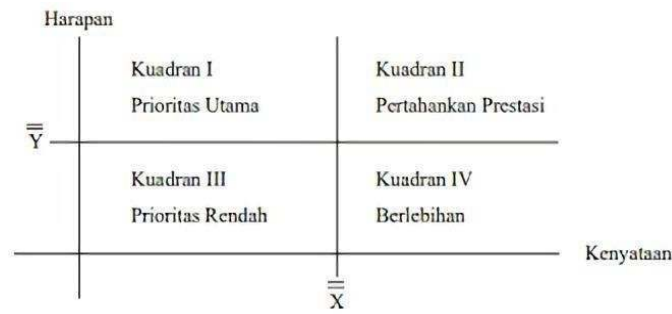 Harapan
Kuadran I
Prioritas Utama
Kuadran II
Pertahankan Prestasi
Y
Kuadran III
Prioritas Rendah
Kuadran IV
Berlebihan
Kenyataan
X